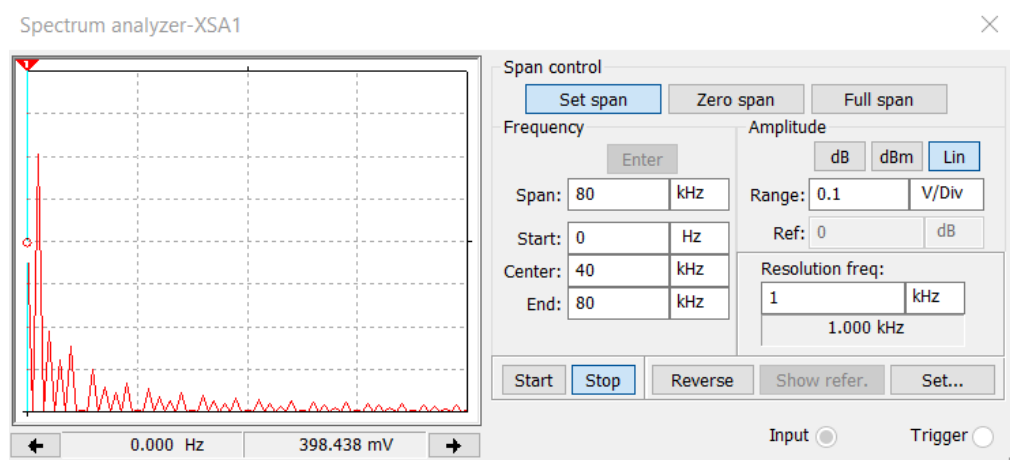 Spectrum analyzer-XSA1
1
Span control
Set span Zero span Full span
Frequency
Enter
Span: 80 kHz
Start: 0 Hz
Center: 40 kHz
End: 80 kHz
Amplitude
dB dBm Lin
Range: 0.1 V/Div
Ref: 0 dB
Resolution freq:
1 kHz
1.000 kHz
Start Stop Reverse Show refer. Set...
0.000 Hz 398.438 mV
Input Trigger